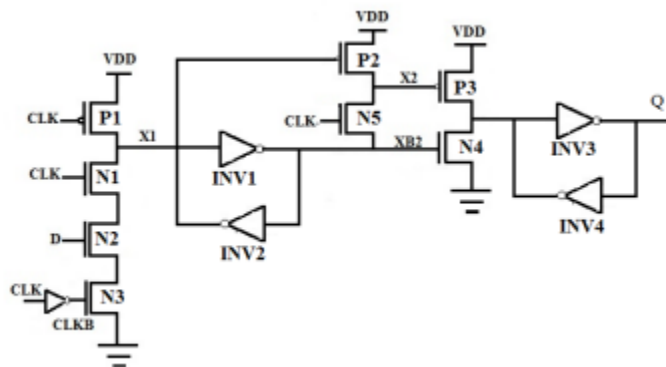 VDD
VDD
VDD
P2
P1
CLK
X2
P3
Q
X1
N5
CLK
XB2
N4
INV3
CLK
N1
INV1
INV4
D
N2
INV2
CLK
N3
CLKB